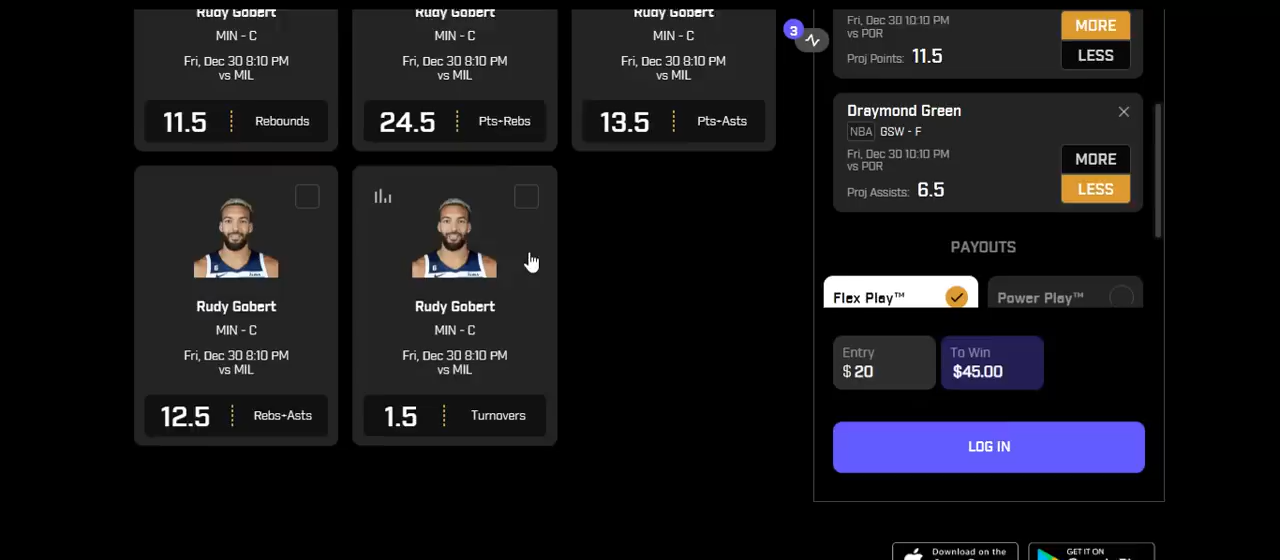 Rudy Gobert
MIN - C
Fri, Dec 30 8:10 PM
vs MIL
11.5 Rebounds
Rudy Gobert
MIN - C
Fri, Dec 30 8:10 PM
vs MIL
24.5 Pts+Rebs
Rudy Gobert
MIN - C
Fri, Dec 30 8:10 PM
vs MIL
13.5 Pts+Asts
Rudy Gobert
MIN - C
Fri, Dec 30 8:10 PM
vs MIL
12.5 Rebs+Asts
Rudy Gobert
MIN - C
Fri, Dec 30 8:10 PM
vs MIL
1.5 Turnovers
3
Fri, Dec 30 10:10 PM
vs POR
Proj Points: 11.5
MORE
LESS
Draymond Green
NBA GSW - F
Fri, Dec 30 10:10 PM
vs POR
Proj Assists: 6.5
MORE
LESS
PAYOUTS
Flex Play™
Power Play™
Entry
$ 20
To Win
$45.00
LOG IN
Download on the
GET IT ON